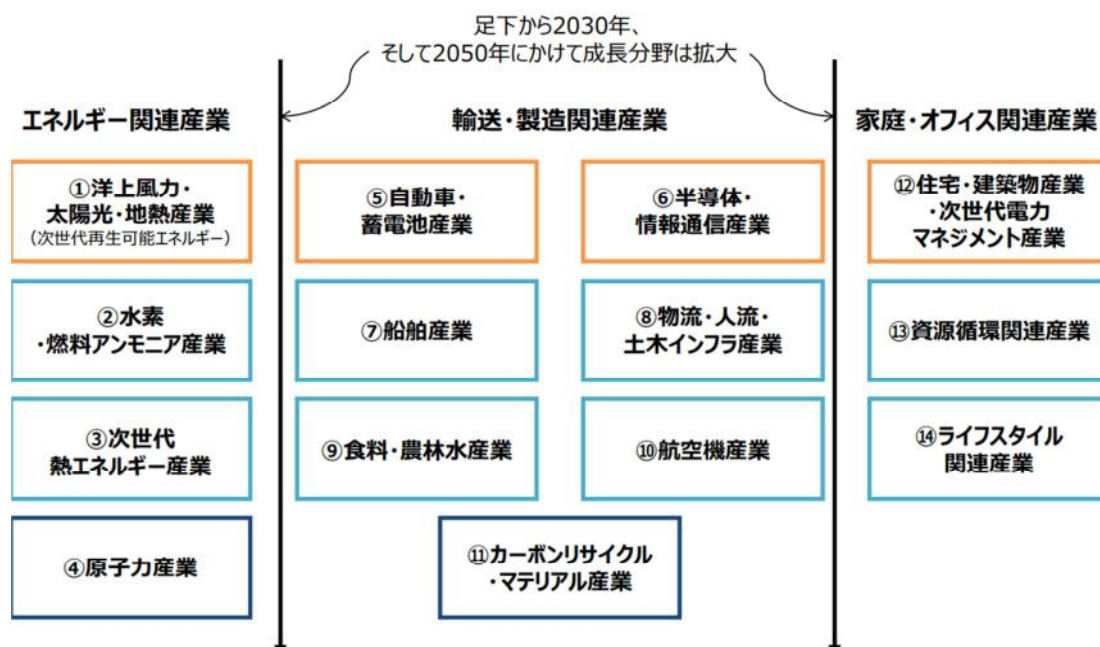 足下から2030年、
そして2050年にかけて成長分野は拡大
エネルギー関連産業
輸送・製造関連産業
家庭・オフィス関連産業
①洋上風力・
太陽光・地熱産業
（次世代再生可能エネルギー）
⑤自動車・
蓄電池産業
⑥半導体・
情報通信産業
⑫住宅・建築物産業
・次世代電力
マネジメント産業
②水素
・燃料アンモニア産業
⑦船舶産業
⑧物流・人流・
土木インフラ産業
⑬資源循環関連産業
③次世代
熱エネルギー産業
⑨食料・農林水産業
⑩航空機産業
⑭ライフスタイル
関連産業
④原子力産業
⑪カーボンリサイクル
・マテリアル産業